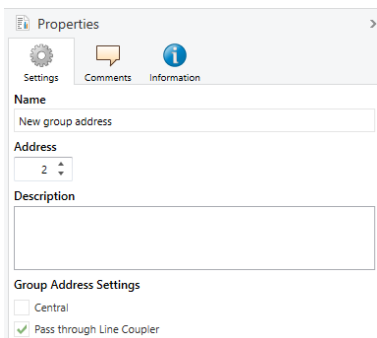 Properties
Settings Comments Information
Name
New group address
Address
2
Description
Group Address Settings
Central
Pass through Line Coupler